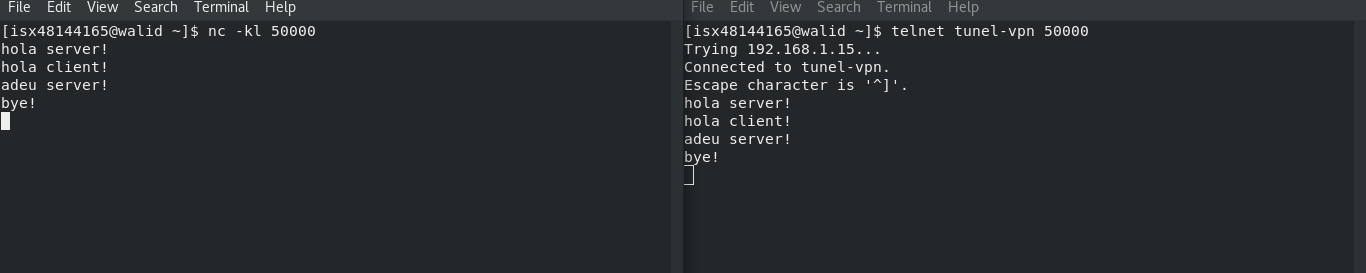 File Edit View Search Terminal Help
[isx48144165@walid ~]$ nc -kl 50000
hola server!
hola client!
adeu server!
bye!
File Edit View Search Terminal Help
[isx48144165@walid ~]$ telnet tunel-vpn 50000
Trying 192.168.1.15...
Connected to tunel-vpn.
Escape character is '^]'.
hola server!
hola client!
adeu server!
bye!